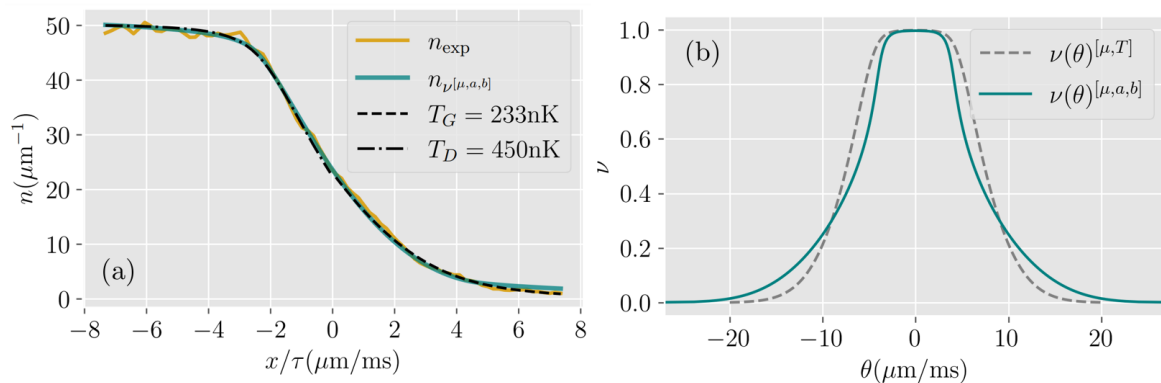 50
40
30
20
10
0
n(μm⁻¹)
n_exp
n_ν[μ,a,b]
T_G = 233nK
T_D = 450nK
(a)
−8 −6 −4 −2 0 2 4 6 8
x/τ(μm/ms)
1.0
0.8
0.6
0.4
0.2
0.0
ν
(b)
ν(θ)^[μ,T]
ν(θ)^[μ,a,b]
−20 −10 0 10 20
θ(μm/ms)